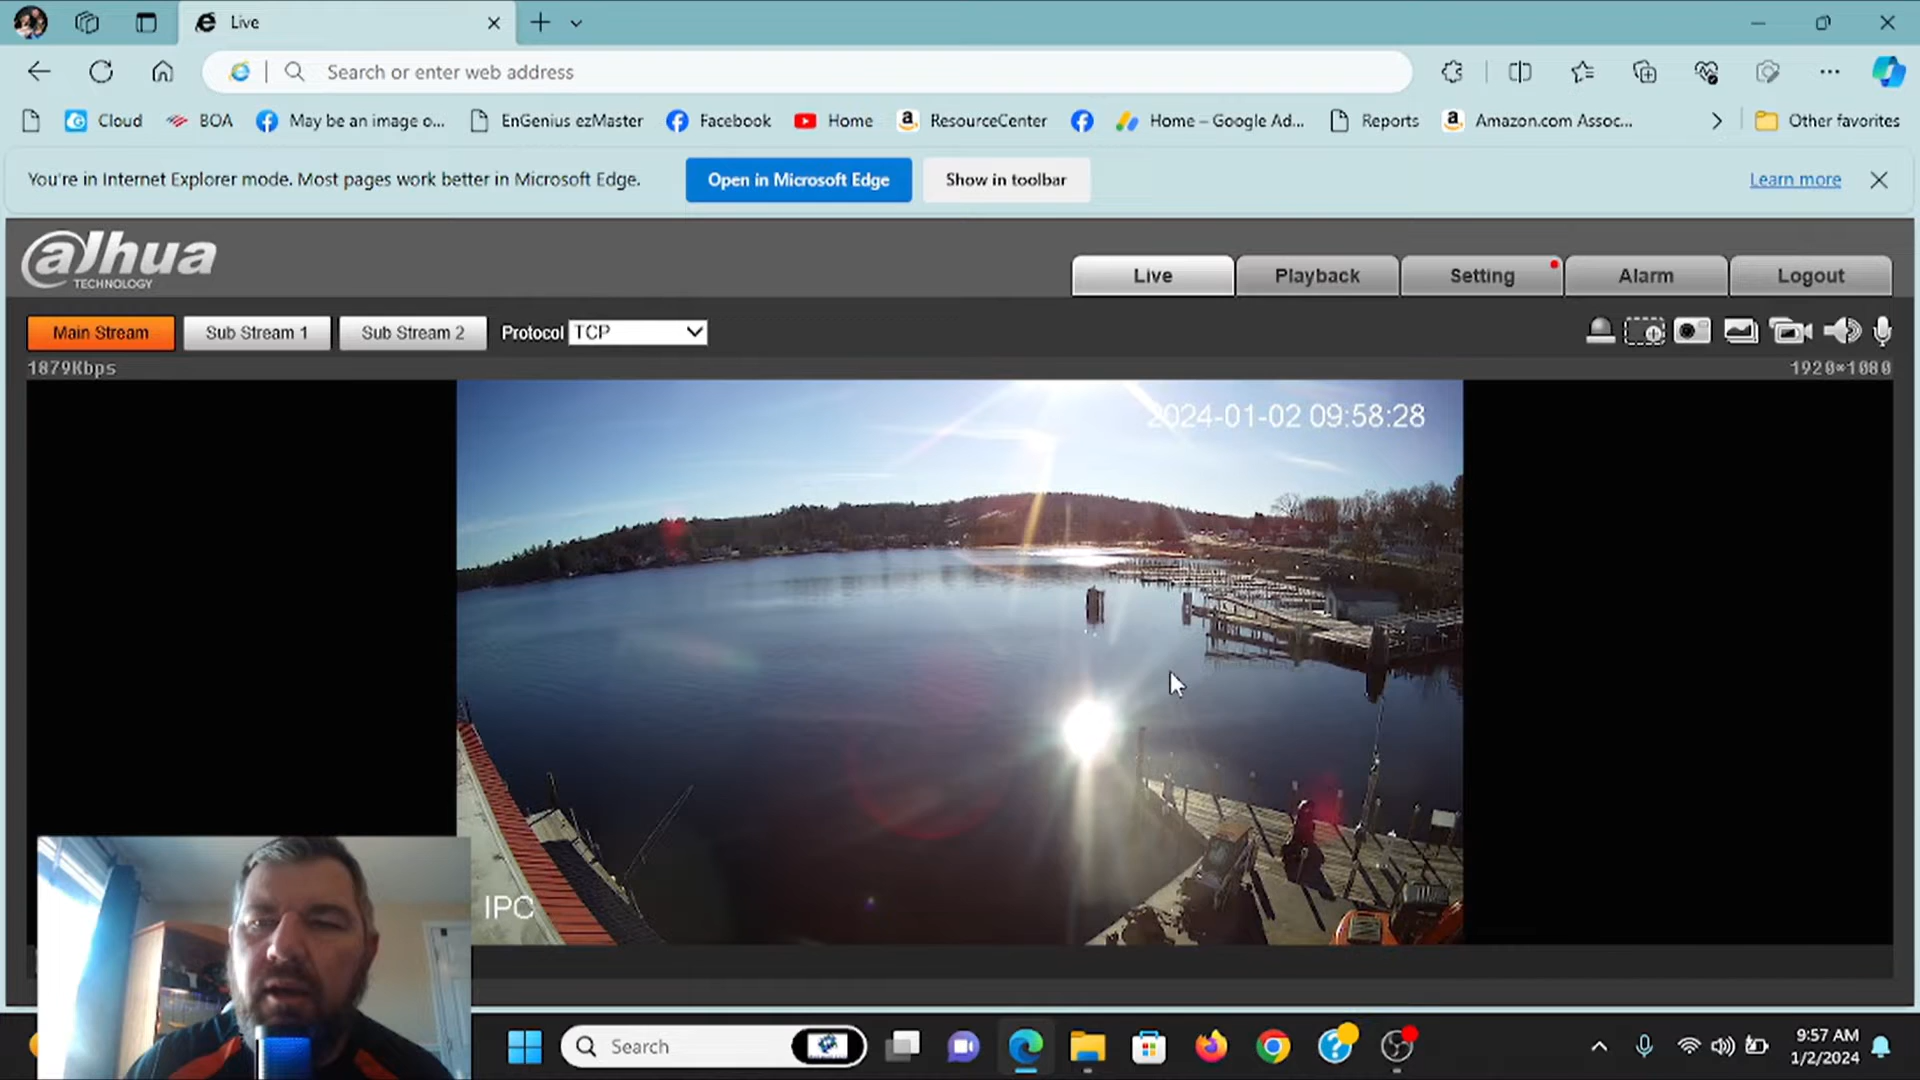 Live
Search or enter web address
Cloud BOA May be an image o... EnGenius ezMaster Facebook Home ResourceCenter Home – Google Ad... Reports Amazon.com Assoc... Other favorites
You're in Internet Explorer mode. Most pages work better in Microsoft Edge. Open in Microsoft Edge Show in toolbar Learn more
alhua
TECHNOLOGY
Live Playback Setting Alarm Logout
Main Stream Sub Stream 1 Sub Stream 2 Protocol TCP
1879Kbps 1920*1080
2024-01-02 09:58:28
IPC
Search
9:57 AM
1/2/2024